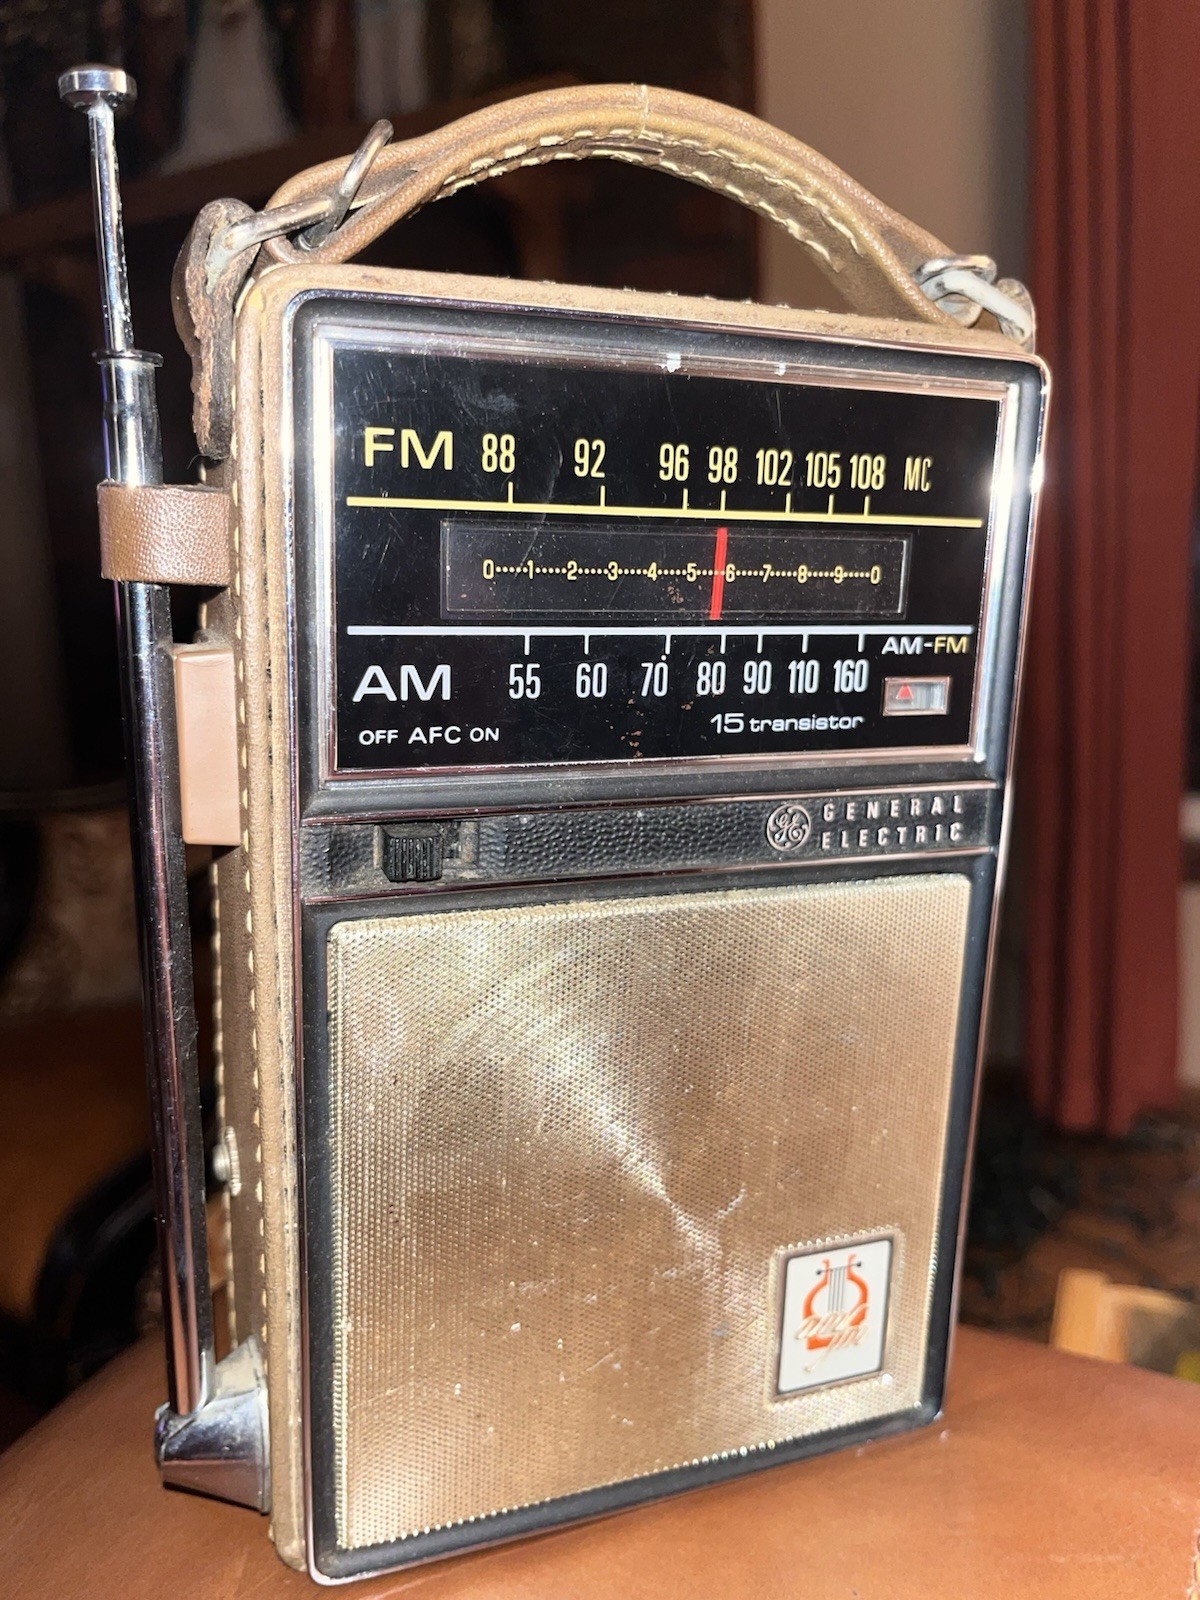 FM 88 92 96 98 102 105 108 MC
0·····1·····2·····3·····4·····5·····6·····7·····8·····9·····0
AM-FM
AM 55 60 70 80 90 110 160
OFF AFC ON
15 transistor
GE GENERAL
ELECTRIC